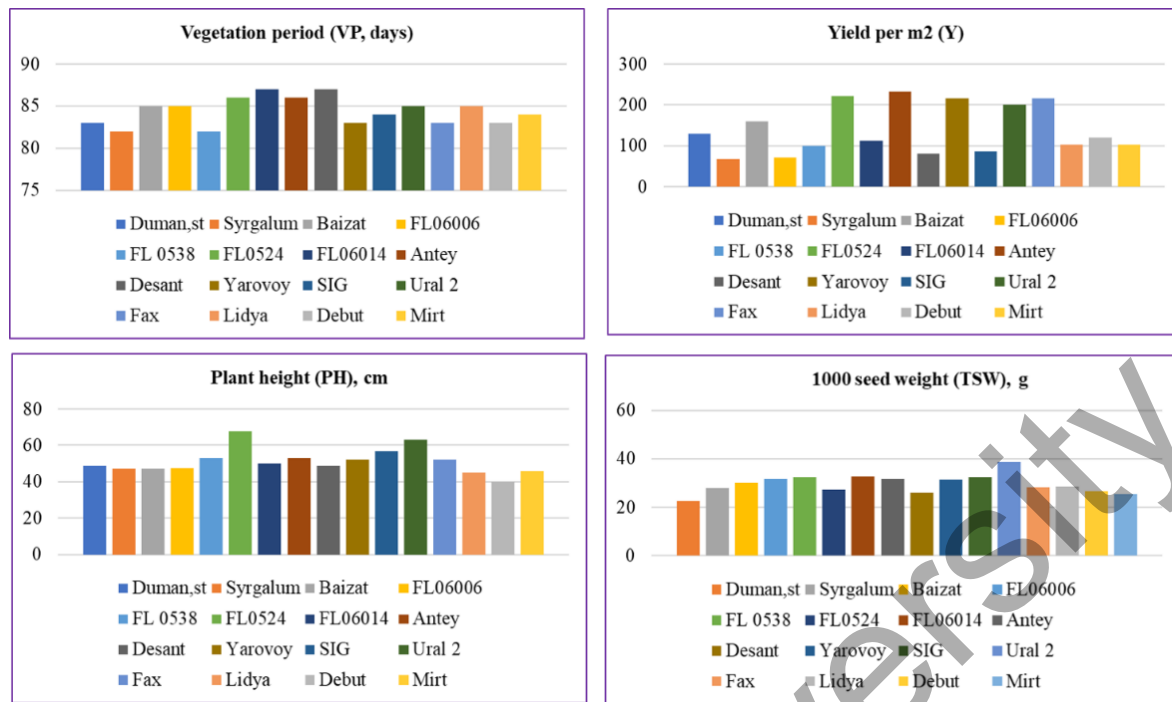 Vegetation period (VP, days)
90
85
80
75
Duman,st Syrgalum Baizat FL06006
FL 0538 FL0524 FL06014 Antey
Desant Yarovoy SIG Ural 2
Fax Lidya Debut Mirt
Yield per m2 (Y)
300
200
100
0
Duman,st Syrgalum Baizat FL06006
FL 0538 FL0524 FL06014 Antey
Desant Yarovoy SIG Ural 2
Fax Lidya Debut Mirt
Plant height (PH), cm
80
60
40
20
0
Duman,st Syrgalum Baizat FL06006
FL 0538 FL0524 FL06014 Antey
Desant Yarovoy SIG Ural 2
Fax Lidya Debut Mirt
1000 seed weight (TSW), g
60
40
20
0
Duman,st Syrgalum Baizat FL06006
FL 0538 FL0524 FL06014 Antey
Desant Yarovoy SIG Ural 2
Fax Lidya Debut Mirt
versity